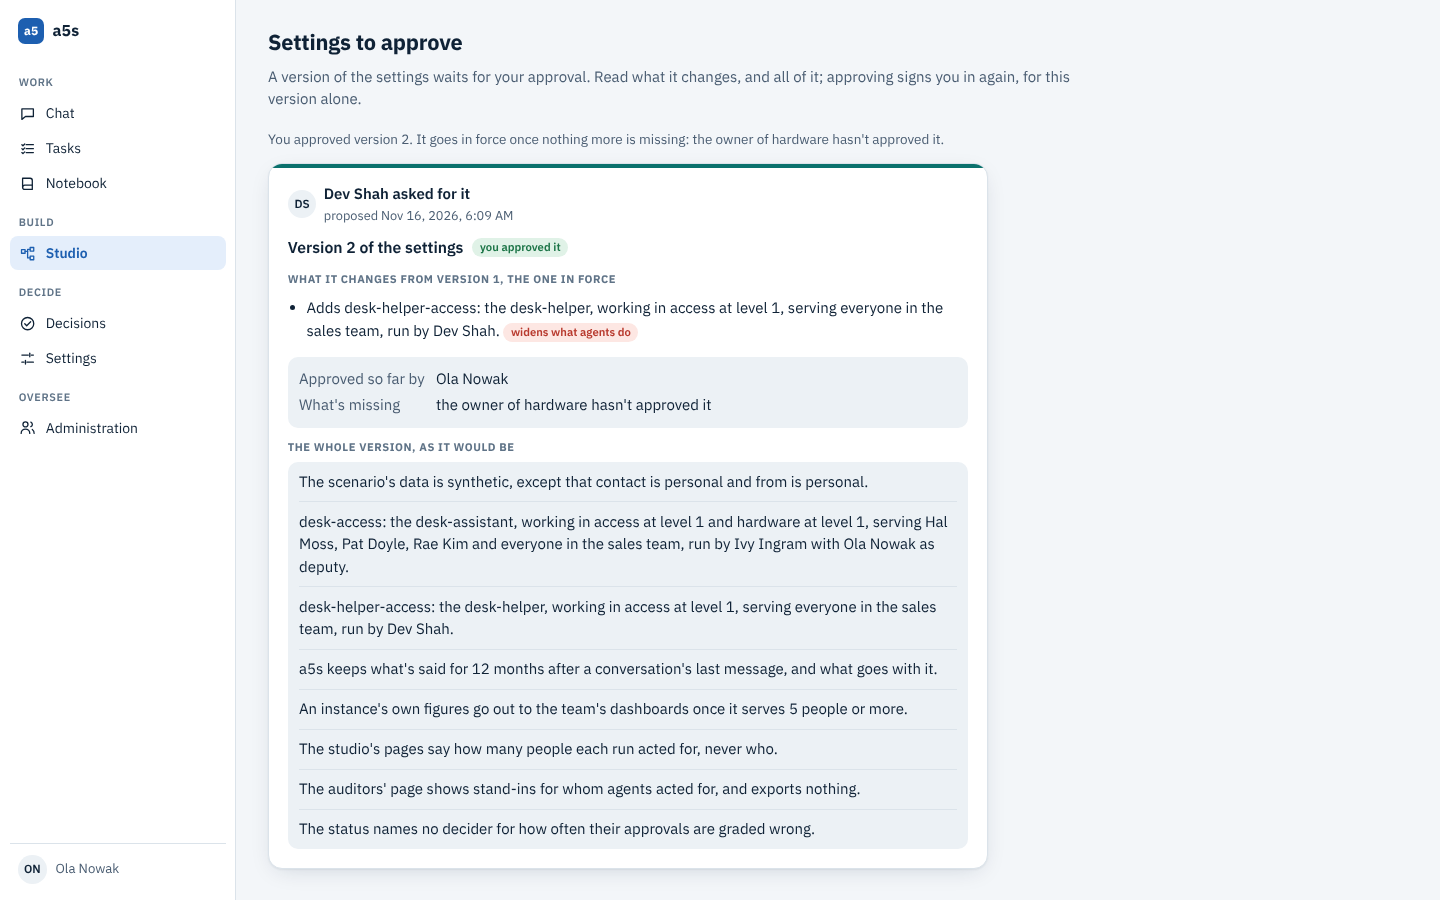 a5 a5s
WORK
Chat
Tasks
Notebook
BUILD
Studio
DECIDE
Decisions
Settings
OVERSEE
Administration
ON Ola Nowak
Settings to approve
A version of the settings waits for your approval. Read what it changes, and all of it; approving signs you in again, for this
version alone.
You approved version 2. It goes in force once nothing more is missing: the owner of hardware hasn't approved it.
DS Dev Shah asked for it
proposed Nov 16, 2026, 6:09 AM
Version 2 of the settings you approved it
WHAT IT CHANGES FROM VERSION 1, THE ONE IN FORCE
• Adds desk-helper-access: the desk-helper, working in access at level 1, serving everyone in the
sales team, run by Dev Shah. widens what agents do
Approved so far by Ola Nowak
What's missing the owner of hardware hasn't approved it
THE WHOLE VERSION, AS IT WOULD BE
The scenario's data is synthetic, except that contact is personal and from is personal.
desk-access: the desk-assistant, working in access at level 1 and hardware at level 1, serving Hal
Moss, Pat Doyle, Rae Kim and everyone in the sales team, run by Ivy Ingram with Ola Nowak as
deputy.
desk-helper-access: the desk-helper, working in access at level 1, serving everyone in the sales
team, run by Dev Shah.
a5s keeps what's said for 12 months after a conversation's last message, and what goes with it.
An instance's own figures go out to the team's dashboards once it serves 5 people or more.
The studio's pages say how many people each run acted for, never who.
The auditors' page shows stand-ins for whom agents acted for, and exports nothing.
The status names no decider for how often their approvals are graded wrong.